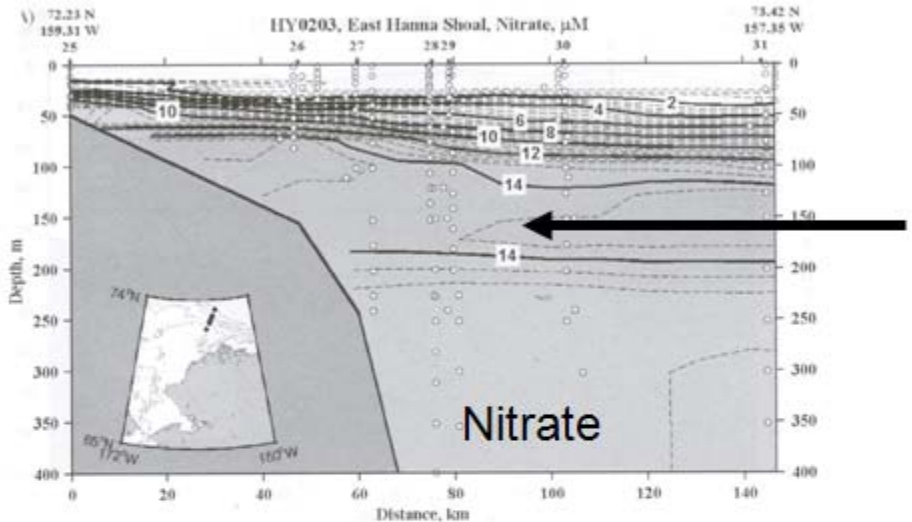 72.23 N
159.31 W
HY0203, East Hanna Shoal, Nitrate, µM
73.42 N
157.35 W
25 26 27 28 29 30 31
0 0
50 50
100 100
150 150
200 200
250 250
300 300
350 350
400 400
Depth, m
2 2
4
6
8
10 10
12
14
14
74°N
65°N
172°W
150°W
Nitrate
0 20 40 60 80 100 120 140
Distance, km